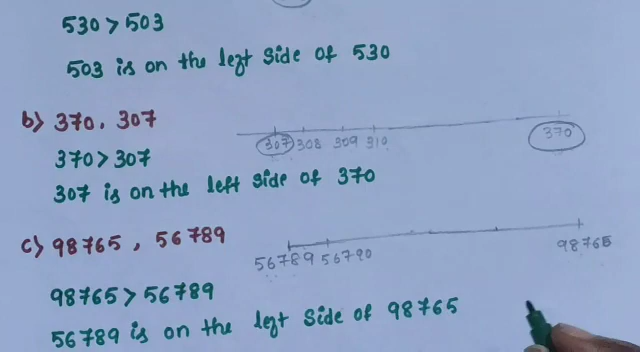 530 > 503
503 is on the left side of 530
b) 370, 307
307 308 309 310 370
370 > 307
307 is on the left side of 370
c) 98765, 56789
56789 56790 98765
98765 > 56789
56789 is on the left side of 98765